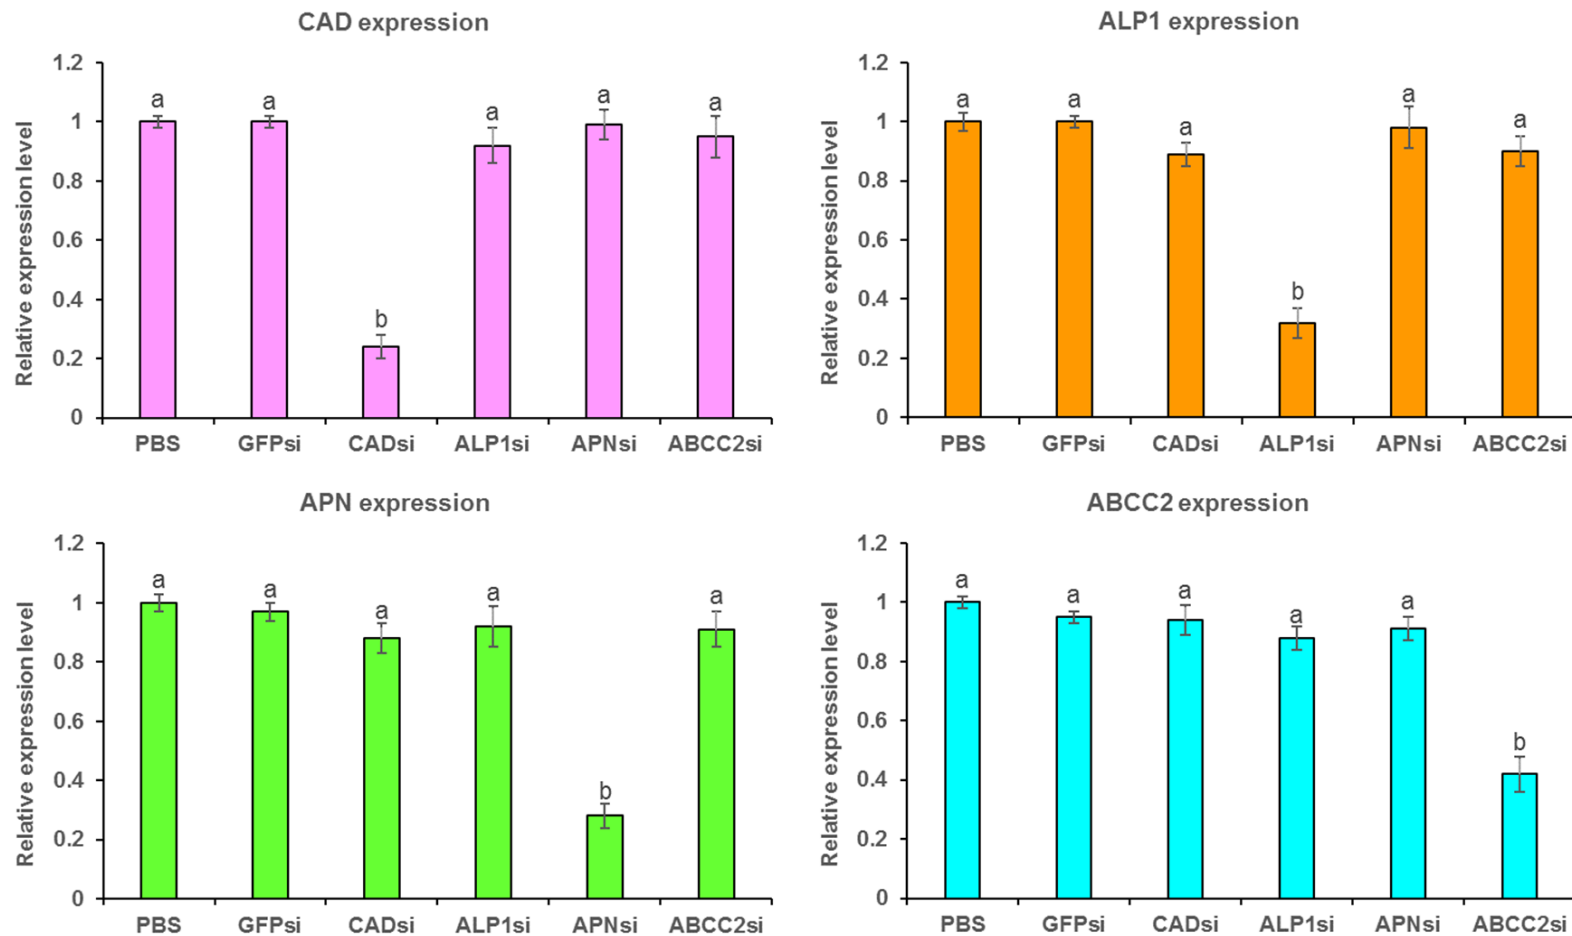 CAD expression
Relative expression level
1.2
1
0.8
0.6
0.4
0.2
0
a a b a a a
PBS GFPsi CADsi ALP1si APNsi ABCC2si
ALP1 expression
Relative expression level
1.2
1
0.8
0.6
0.4
0.2
0
a a a b a a
PBS GFPsi CADsi ALP1si APNsi ABCC2si
APN expression
Relative expression level
1.2
1
0.8
0.6
0.4
0.2
0
a a a a b a
PBS GFPsi CADsi ALP1si APNsi ABCC2si
ABCC2 expression
Relative expression level
1.2
1
0.8
0.6
0.4
0.2
0
a a a a a b
PBS GFPsi CADsi ALP1si APNsi ABCC2si